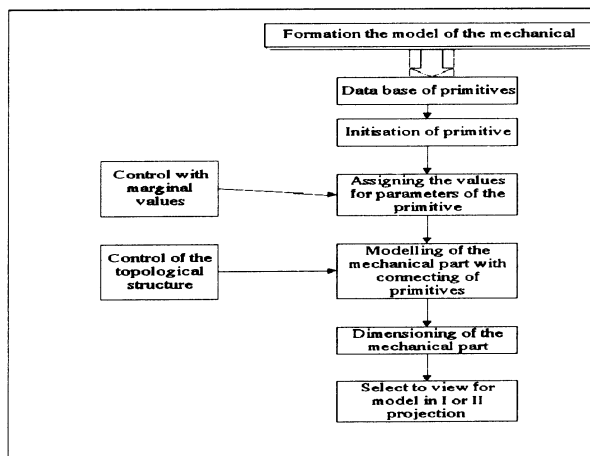 Formation the model of the mechanical
Data base of primitives
Initisation of primitive
Control with
marginal
values
Assigning the values
for parameters of the
primitive
Control of the
topological
structure
Modelling of the
mechanical part with
connecting of
primitives
Dimensioning of the
mechanical part
Select to view for
model in I or II
projection